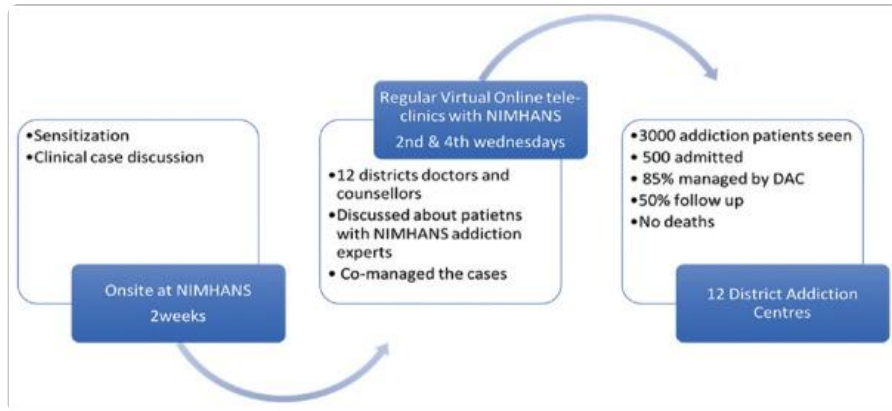 •Sensitization
•Clinical case discussion
Onsite at NIMHANS
2weeks
Regular Virtual Online tele-
clinics with NIMHANS
2nd & 4th wednesdays
•12 districts doctors and
counsellors
•Discussed about patietns
with NIMHANS addiction
experts
• Co-managed the cases
•3000 addiction patients seen
• 500 admitted
• 85% managed by DAC
•50% follow up
•No deaths
12 District Addiction
Centres